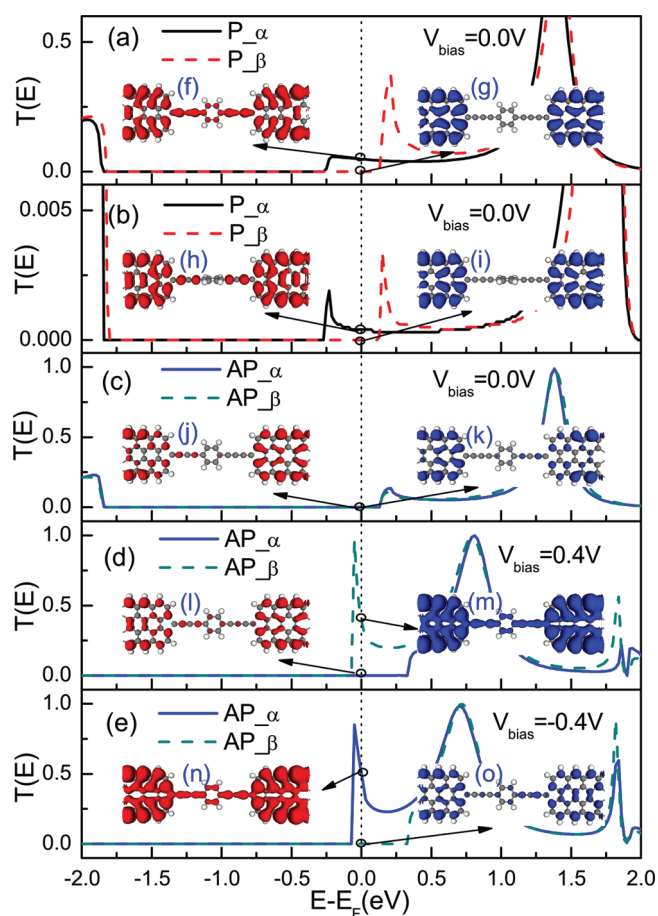 (a) P_α V_bias=0.0V
P_β
(f) (g)
T(E)
0.5
0.0
(b) P_α V_bias=0.0V
P_β
(h) (i)
T(E)
0.005
0.000
(c) AP_α V_bias=0.0V
AP_β
(j) (k)
T(E)
1.0
0.5
0.0
(d) AP_α V_bias=0.4V
AP_β
(l) (m)
T(E)
1.0
0.5
0.0
(e) AP_α V_bias=-0.4V
AP_β
(n) (o)
T(E)
1.0
0.5
0.0
-2.0 -1.5 -1.0 -0.5 0.0 0.5 1.0 1.5 2.0
E-E_F(eV)